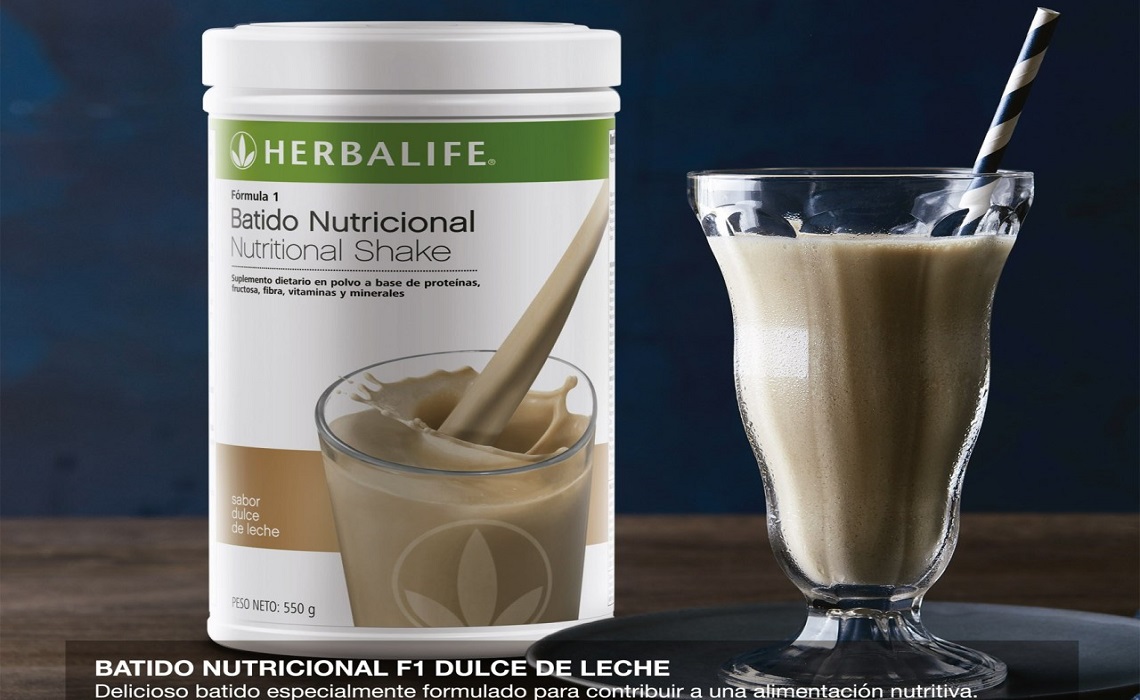 HERBALIFE®
Fórmula 1
Batido Nutricional
Nutritional Shake
Suplemento dietario en polvo a base de proteínas,
fructosa, fibra, vitaminas y minerales
sabor
dulce
de leche
PESO NETO: 550 g
BATIDO NUTRICIONAL F1 DULCE DE LECHE
Delicioso batido especialmente formulado para contribuir a una alimentación nutritiva.